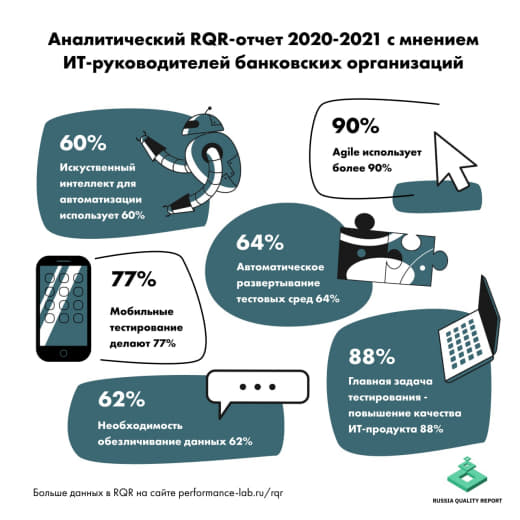 Аналитический RQR-отчет 2020-2021 с мнением
ИТ-руководителей банковских организаций
60%
Искуственный
интеллект для
автоматизации
использует 60%
90%
Agile использует
более 90%
64%
Автоматическое
развертывание
тестовых сред 64%
77%
Мобильные
тестирование
делают 77%
88%
Главная задача
тестирования -
повышение качества
ИТ-продукта 88%
62%
Необходимость
обезличивание данных 62%
Больше данных в RQR на сайте performance-lab.ru/rqr
RUSSIA QUALITY REPORT